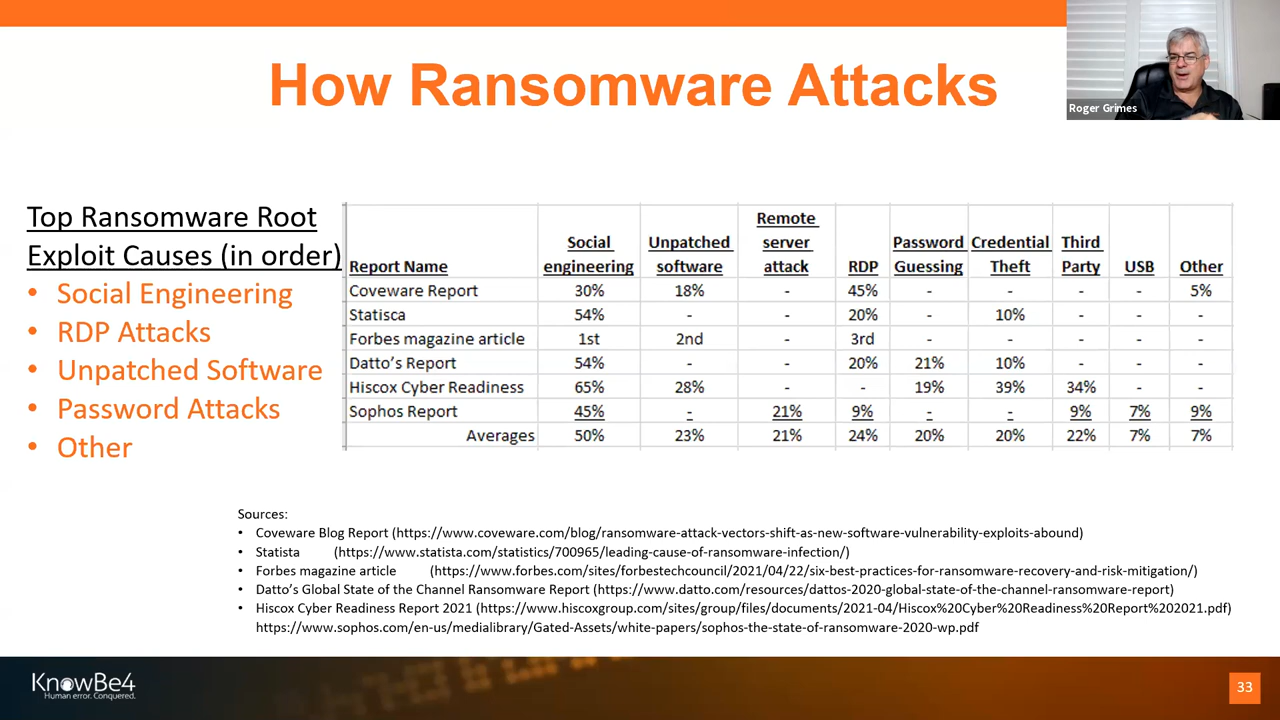 How Ransomware Attacks
Roger Grimes
Top Ransomware Root
Exploit Causes (in order)
• Social Engineering
• RDP Attacks
• Unpatched Software
• Password Attacks
• Other
Report Name Social engineering Unpatched software Remote server attack RDP Password Guessing Credential Theft Third Party USB Other
Coveware Report 30% 18% - 45% - - - - 5%
Statisca 54% - - 20% - 10% - - -
Forbes magazine article 1st 2nd - 3rd - - - - -
Datto's Report 54% - - 20% 21% 10% - - -
Hiscox Cyber Readiness 65% 28% - - 19% 39% 34% - -
Sophos Report 45% - 21% 9% - - 9% 7% 9%
Averages 50% 23% 21% 24% 20% 20% 22% 7% 7%
Sources:
• Coveware Blog Report (https://www.coveware.com/blog/ransomware-attack-vectors-shift-as-new-software-vulnerability-exploits-abound)
• Statista (https://www.statista.com/statistics/700965/leading-cause-of-ransomware-infection/)
• Forbes magazine article (https://www.forbes.com/sites/forbestechcouncil/2021/04/22/six-best-practices-for-ransomware-recovery-and-risk-mitigation/)
• Datto's Global State of the Channel Ransomware Report (https://www.datto.com/resources/dattos-2020-global-state-of-the-channel-ransomware-report)
• Hiscox Cyber Readiness Report 2021 (https://www.hiscoxgroup.com/sites/group/files/documents/2021-04/Hiscox%20Cyber%20Readiness%20Report%202021.pdf)
https://www.sophos.com/en-us/medialibrary/Gated-Assets/white-papers/sophos-the-state-of-ransomware-2020-wp.pdf
KnowBe4
Human error. Conquered.
33